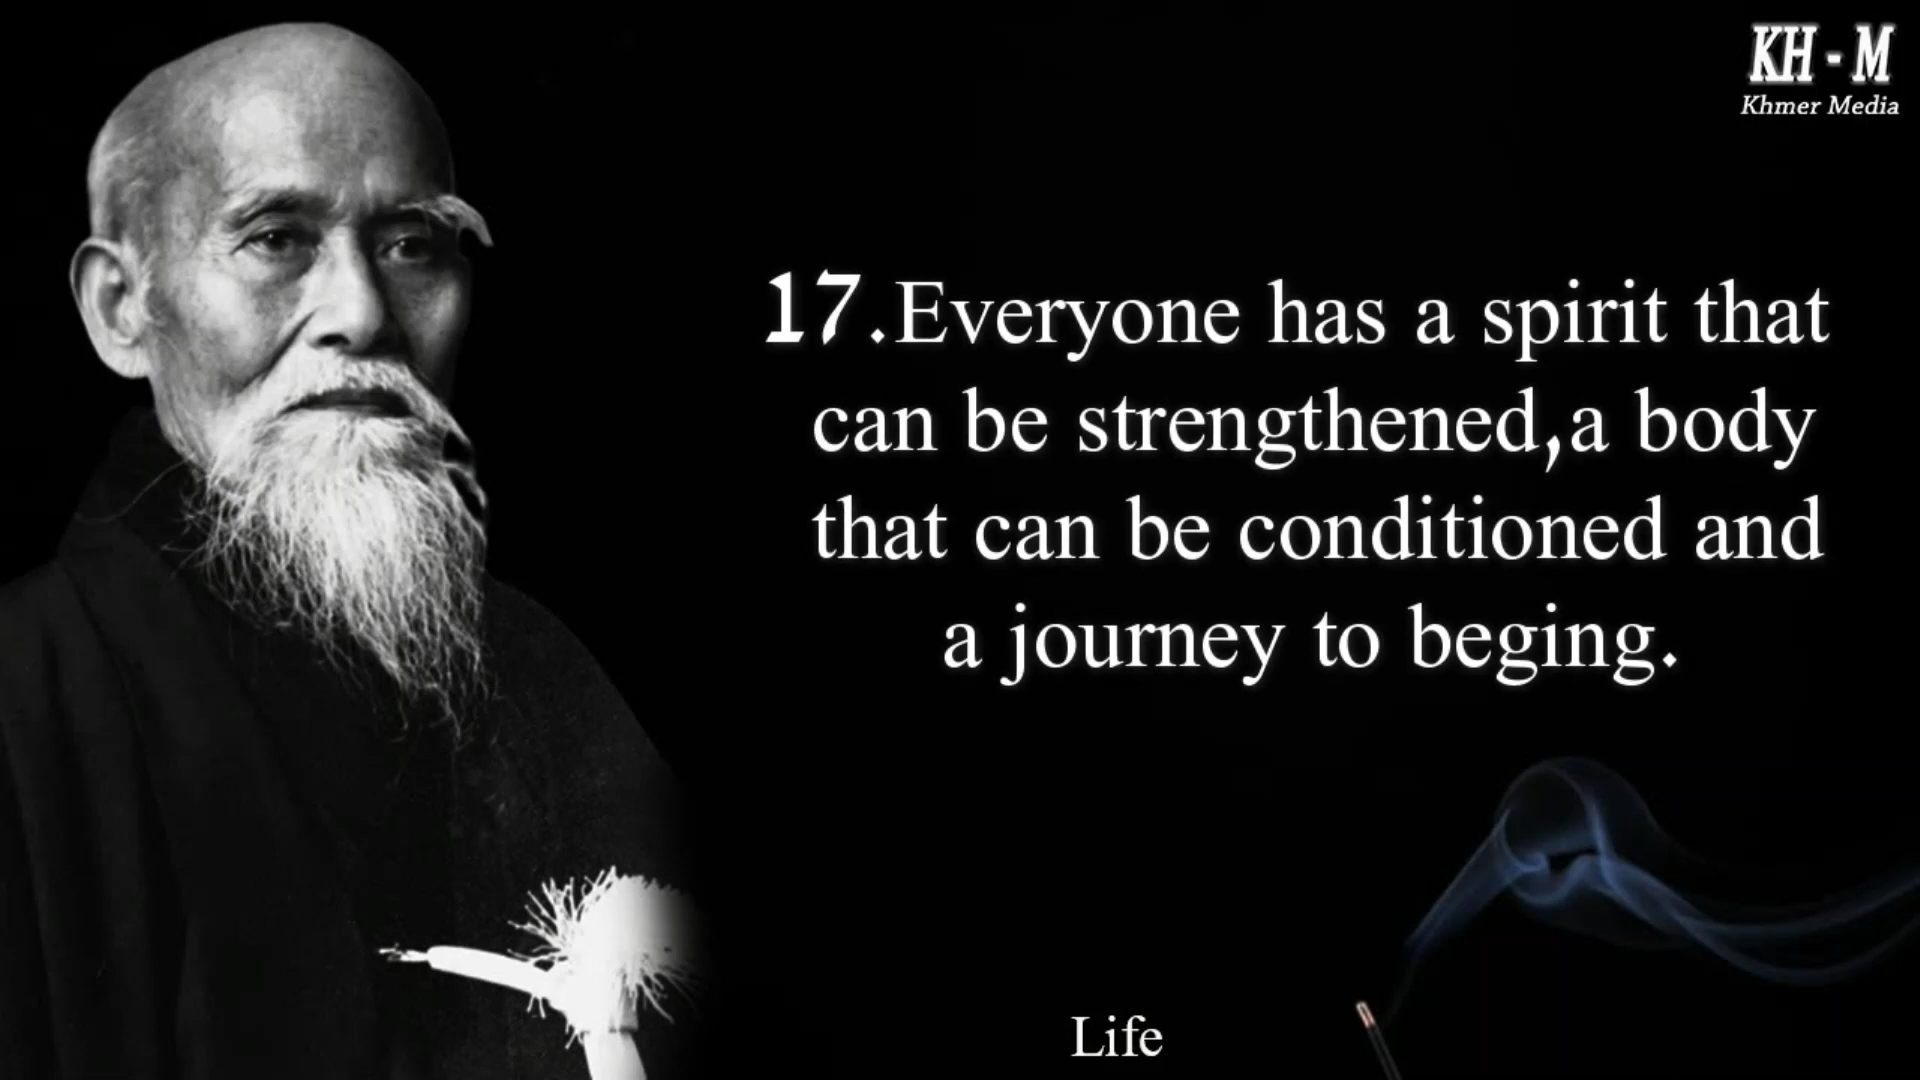 KH - M
Khmer Media
17.Everyone has a spirit that
can be strengthened,a body
that can be conditioned and
a journey to beging.
Life